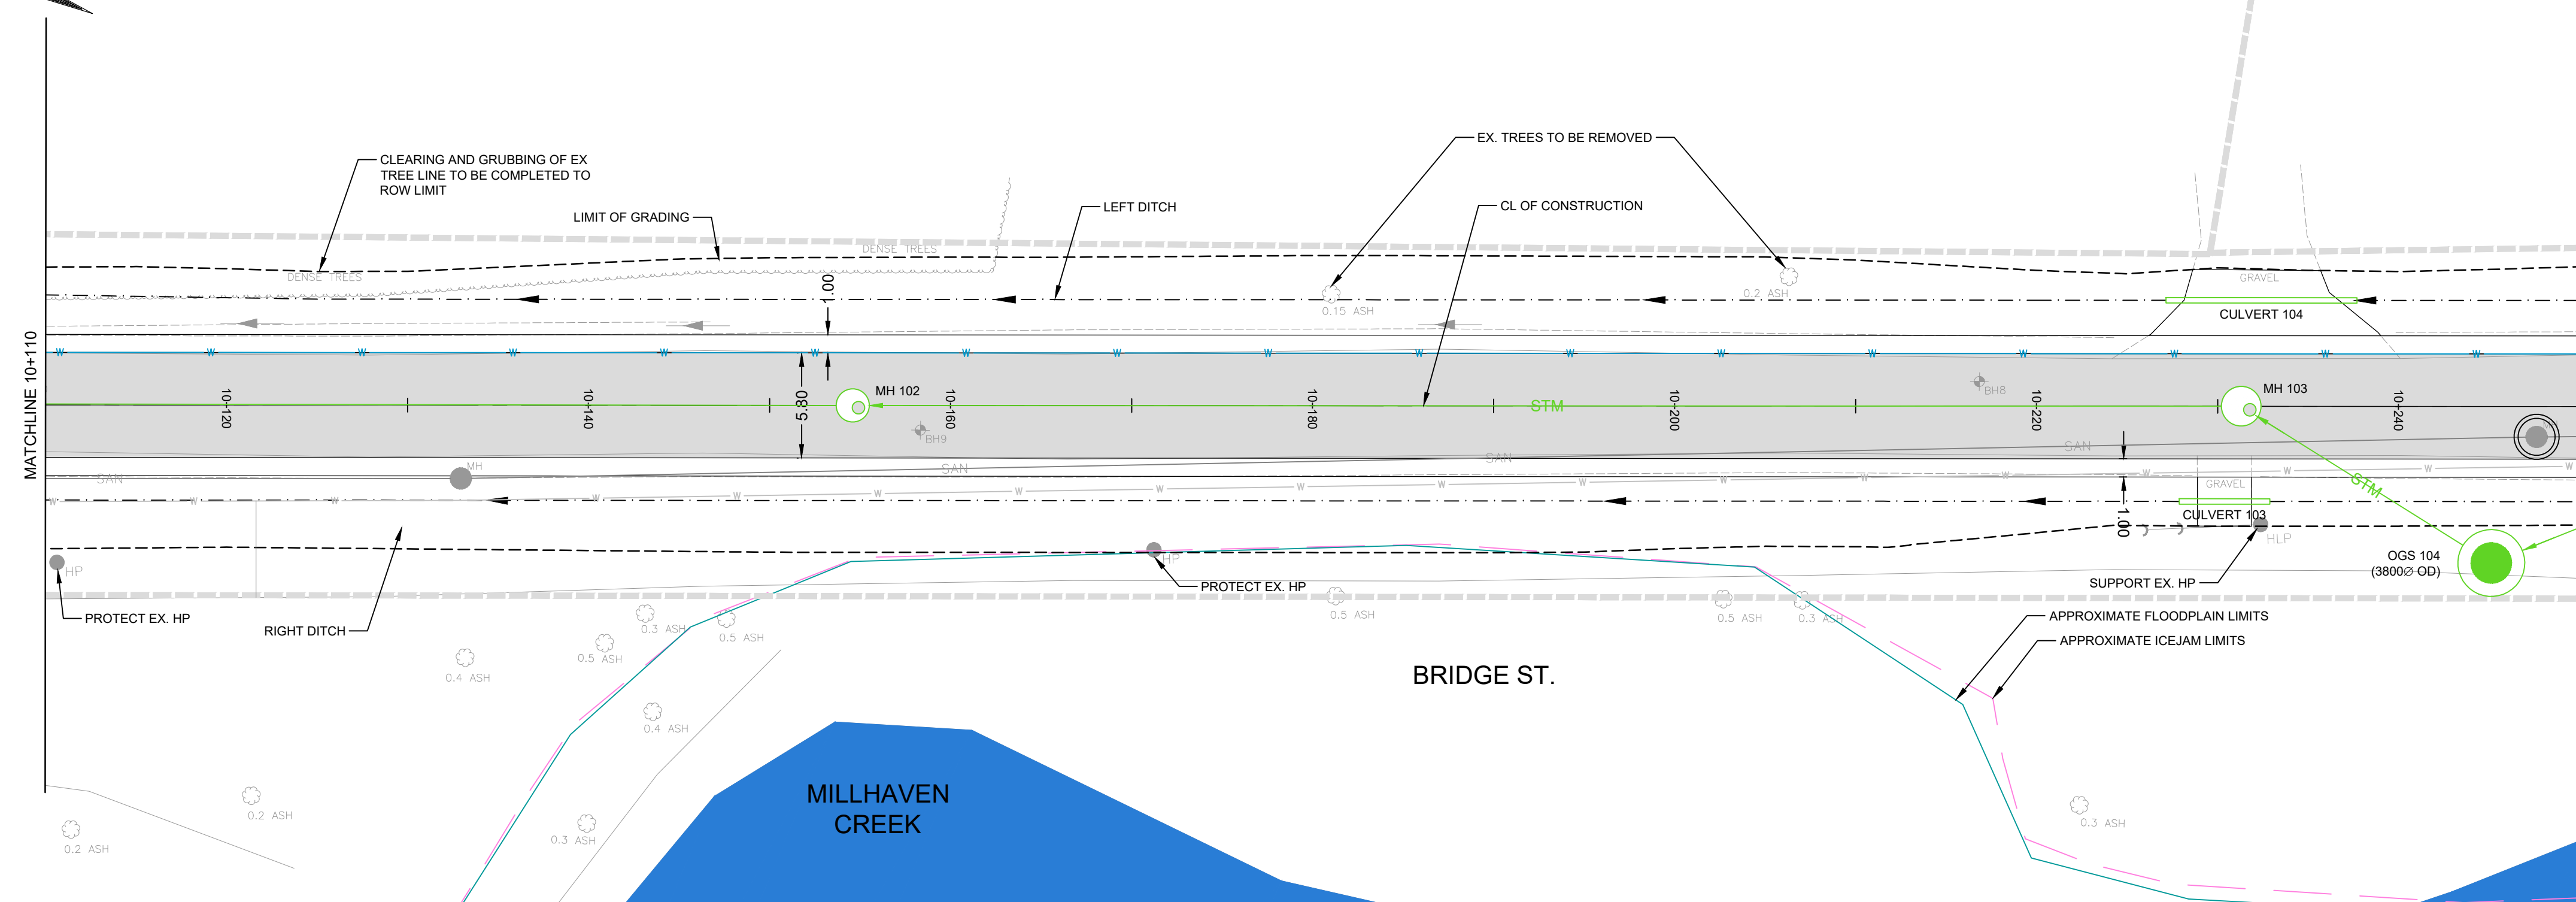 EX. TREES TO BE REMOVED
CLEARING AND GRUBBING OF EX
TREE LINE TO BE COMPLETED TO
ROW LIMIT
LIMIT OF GRADING
LEFT DITCH
CL OF CONSTRUCTION
DENSE TREES
DENSE TREES
GRAVEL
0.2 ASH
0.15 ASH
1.00
CULVERT 104
W W W W W W W W W W W W W W W W W
MATCHLINE 10+110
10+120
10+140
5.80
MH 102
10+160
BH9
10+180
STM
10+200
BH8
10+220
MH 103
10+240
MH
SAN
SAN
SAN
SAN
W W W W W W W W W W W W W W W W W
GRAVEL
STM
CULVERT 103
1.00
HP
HP
HLP
OGS 104
(3800Ø OD)
PROTECT EX. HP
SUPPORT EX. HP
PROTECT EX. HP
RIGHT DITCH
0.3 ASH
0.5 ASH
0.5 ASH
0.5 ASH
0.3 ASH
APPROXIMATE FLOODPLAIN LIMITS
APPROXIMATE ICEJAM LIMITS
0.5 ASH
0.4 ASH
BRIDGE ST.
0.4 ASH
MILLHAVEN
CREEK
0.2 ASH
0.3 ASH
0.2 ASH
0.3 ASH